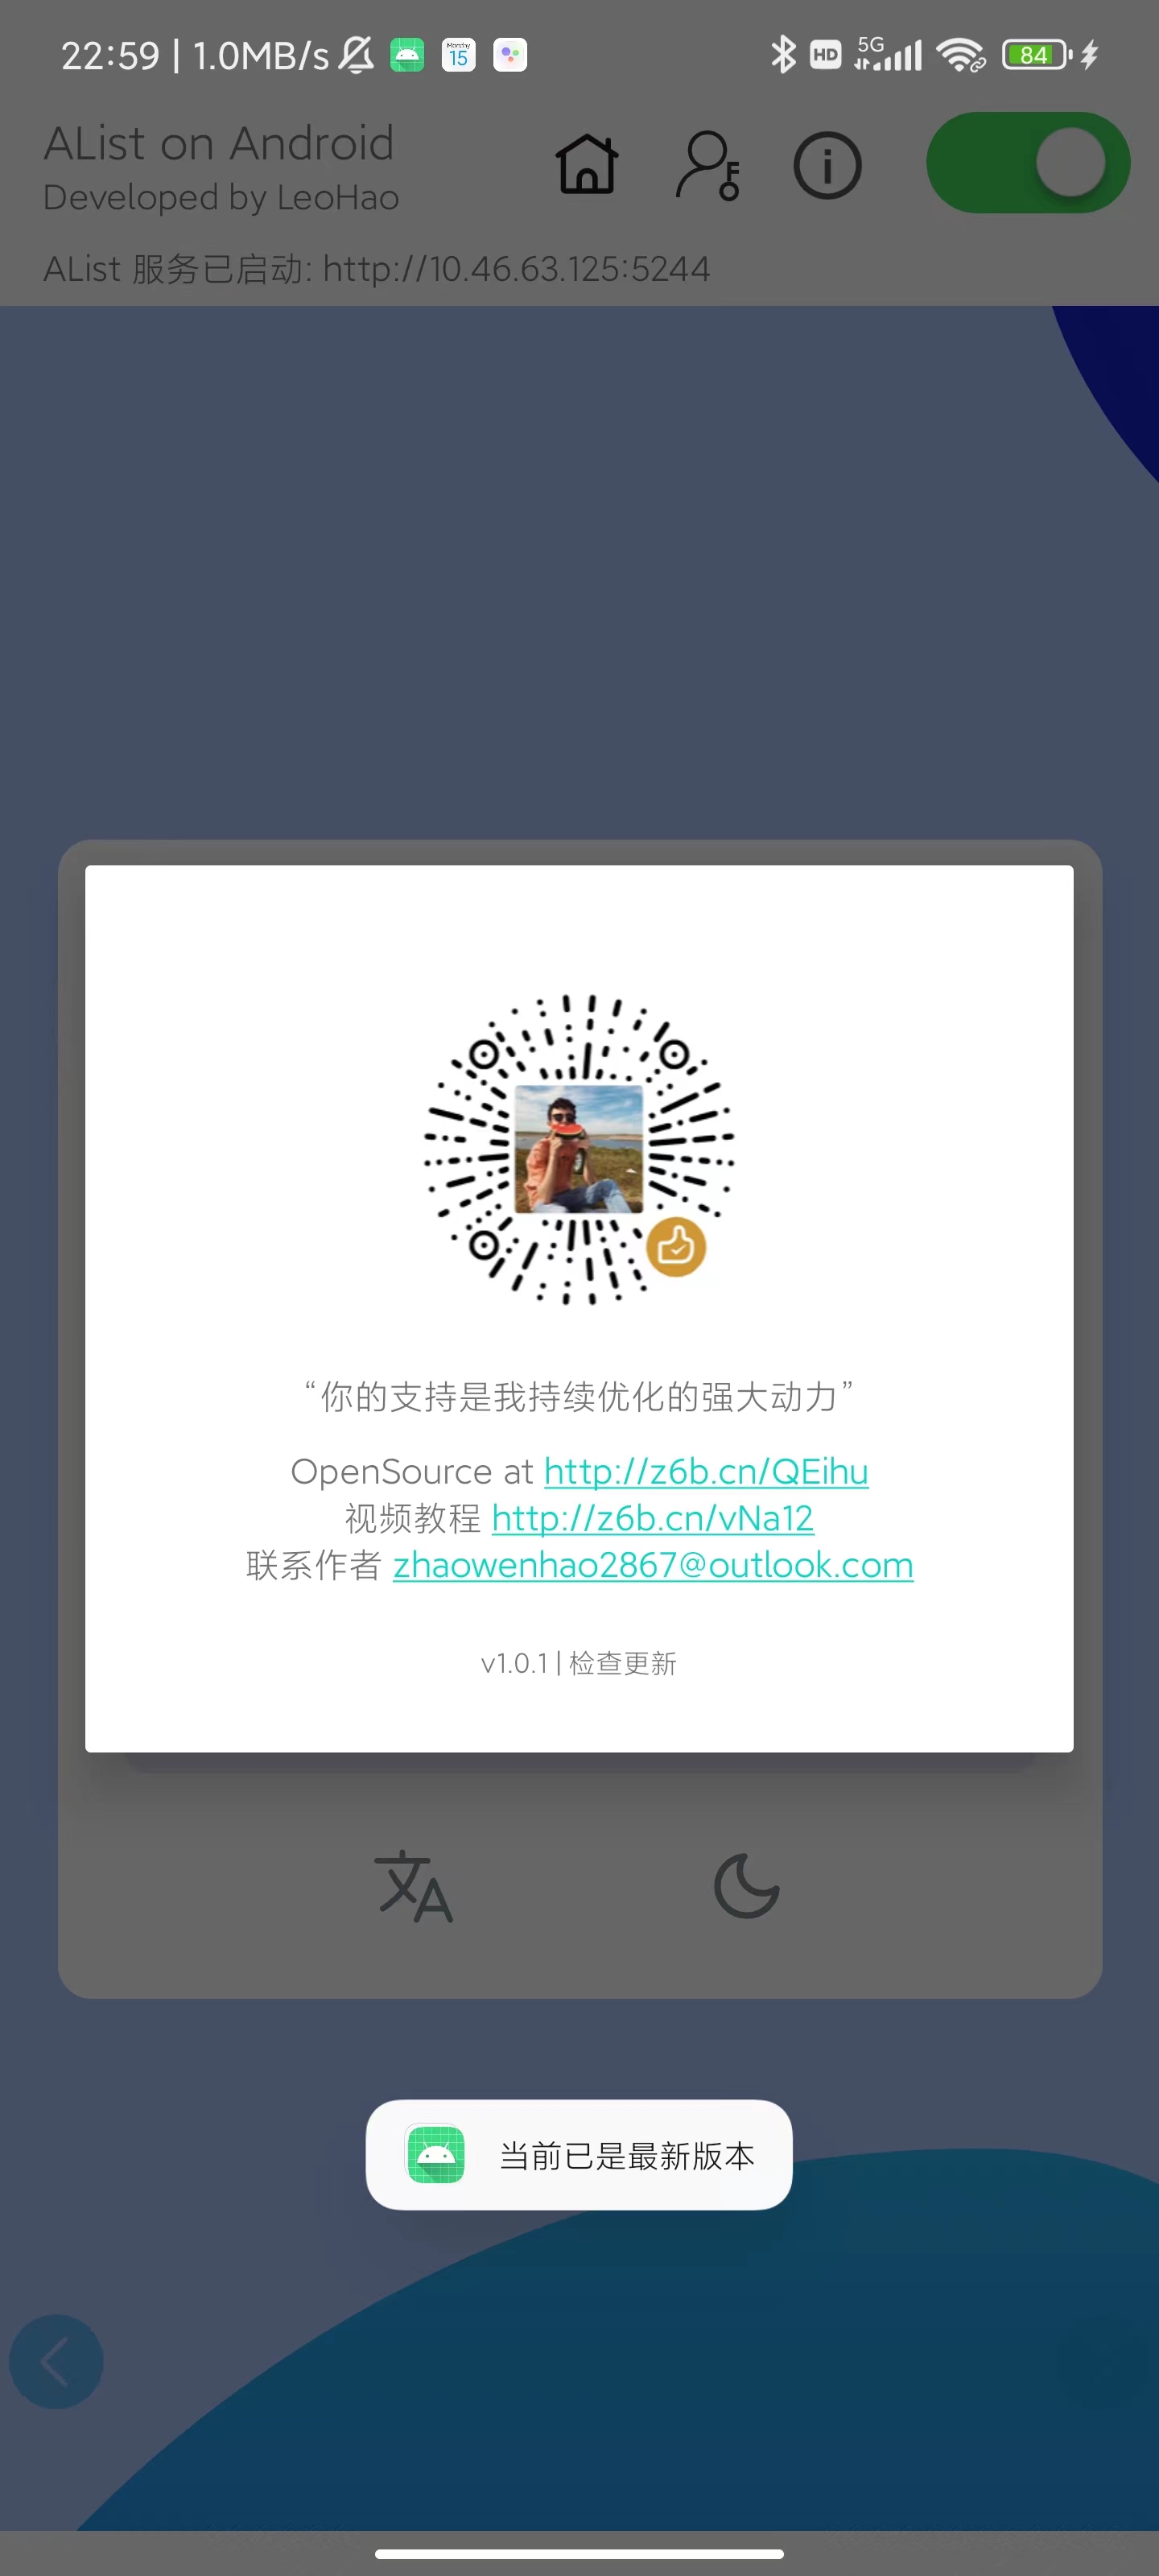 22:59 | 1.0MB/s
Monday
15
HD
5G
84
AList on Android
Developed by LeoHao
AList 服务已启动: http://10.46.63.125:5244
“你的支持是我持续优化的强大动力”
OpenSource at http://z6b.cn/QEihu
视频教程 http://z6b.cn/vNa12
联系作者 zhaowenhao2867@outlook.com
v1.0.1 | 检查更新
文A
当前已是最新版本